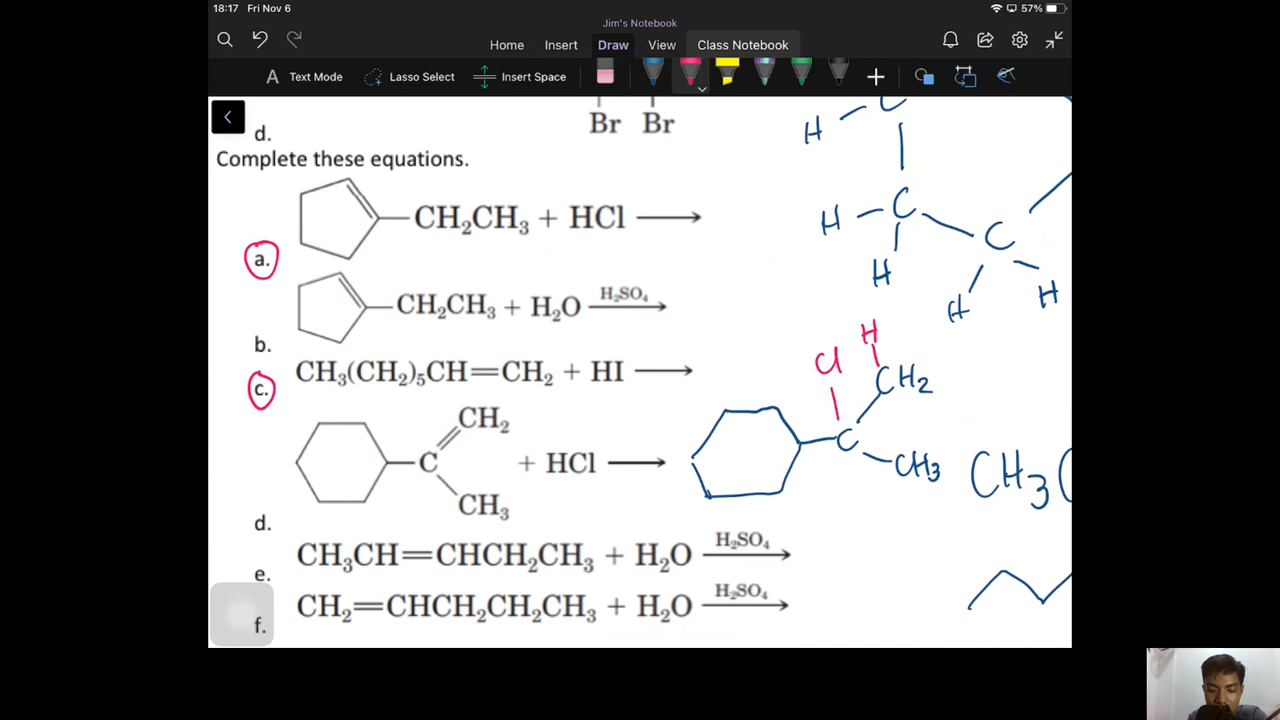 18:17 Fri Nov 6
57%
Jim's Notebook
Home Insert Draw View Class Notebook
Text Mode Lasso Select Insert Space
Br Br
d.
Complete these equations.
CH₂CH₃ + HCl ⟶
a.
CH₂CH₃ + H₂O H₂SO₄ ⟶
b.
CH₃(CH₂)₅CH=CH₂ + HI ⟶
c.
CH₂
C + HCl ⟶
CH₃
d.
CH₃CH=CHCH₂CH₃ + H₂O H₂SO₄ ⟶
e.
CH₂=CHCH₂CH₂CH₃ + H₂O H₂SO₄ ⟶
f.
C
H
H C C
H H H
H
Cl CH₂
C
CH₃
CH₃(